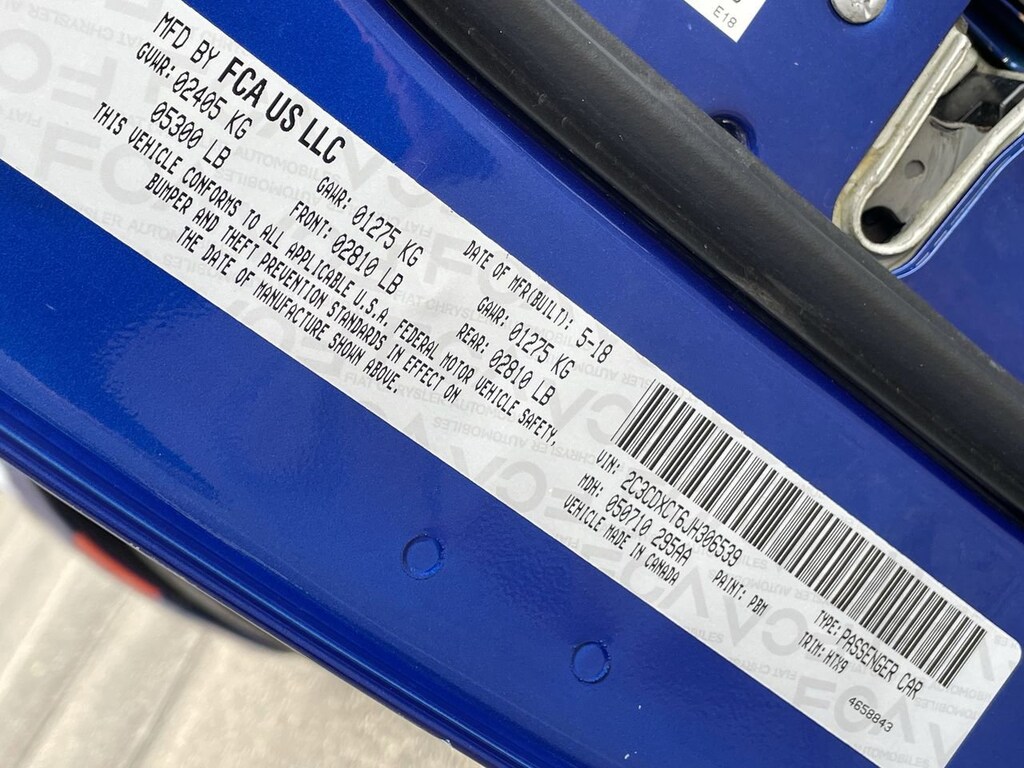 E18
MFD BY FCA US LLC
GVWR: 02405 KG
05300 LB
GAWR: 01275 KG
FRONT: 02810 LB
DATE OF MFR(BUILT): 5-18
GAWR: 01275 KG
REAR: 02810 LB
THIS VEHICLE CONFORMS TO ALL APPLICABLE U.S.A. FEDERAL MOTOR VEHICLE SAFETY,
BUMPER AND THEFT PREVENTION STANDARDS IN EFFECT ON
THE DATE OF MANUFACTURE SHOWN ABOVE.
VIN: 2C3CDXCT6JH306539
TYPE: PASSENGER CAR
MDH: 050710 295AA
PAINT: PBM
TRIM: HTX9
VEHICLE MADE IN CANADA
4658843